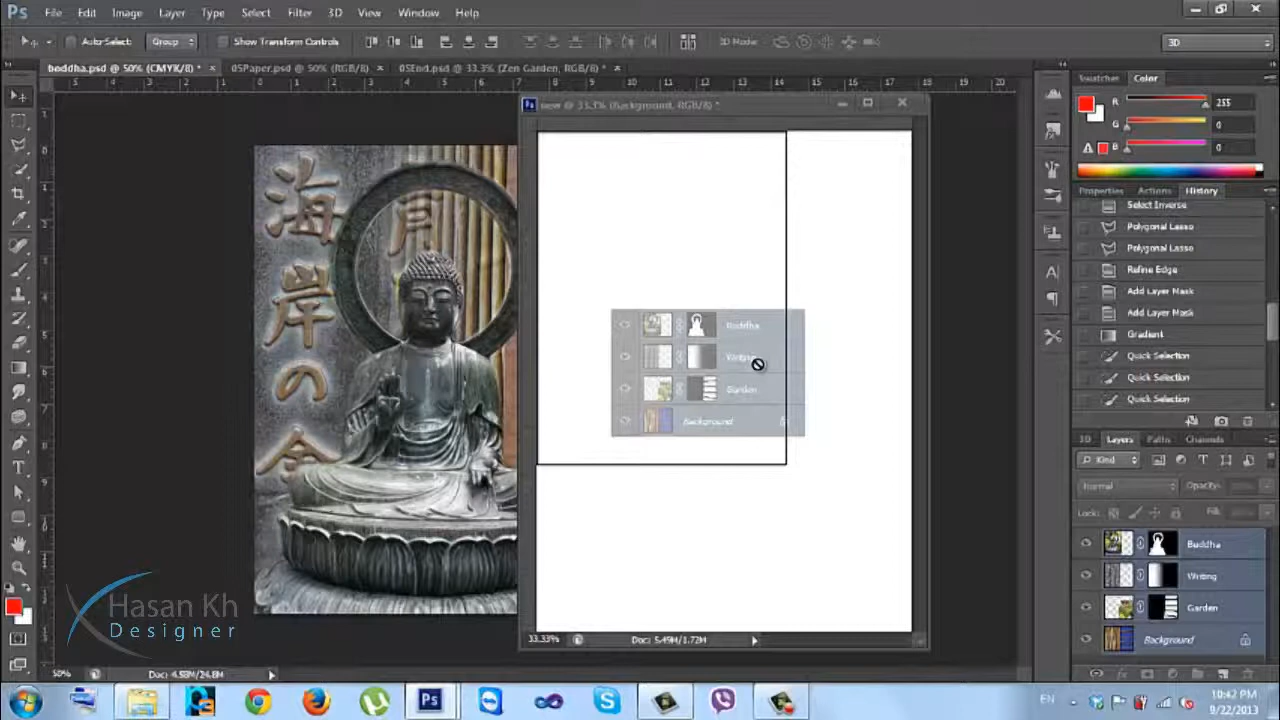 Ps File Edit Image Layer Type Select Filter 3D View Window Help
Auto-Select: Group Show Transform Controls 3D Mode: 3D
buddha.psd @ 50% (CMYK/8) * 05Paper.psd @ 50% (RGB/8) 05End.psd @ 33.3% (Zen Garden, RGB/8) *
new @ 33.3% (Background, RGB/8) *
Swatches Color
R 255
G 0
B 0
Properties Actions History
Select Inverse
Polygonal Lasso
Polygonal Lasso
Refine Edge
Add Layer Mask
Add Layer Mask
Gradient
Quick Selection
Quick Selection
Quick Selection
3D Layers Paths Channels
Kind
Normal Opacity:
Lock: Fill:
Buddha
Writing
Garden
Background
海
岸
の
月
Buddha
Writing
Garden
Background
Hasan Kh
Designer
33.33% Doc: 5.49M/1.72M
50% Doc: 4.58M/24.8M
EN
10:42 PM
9/22/2013